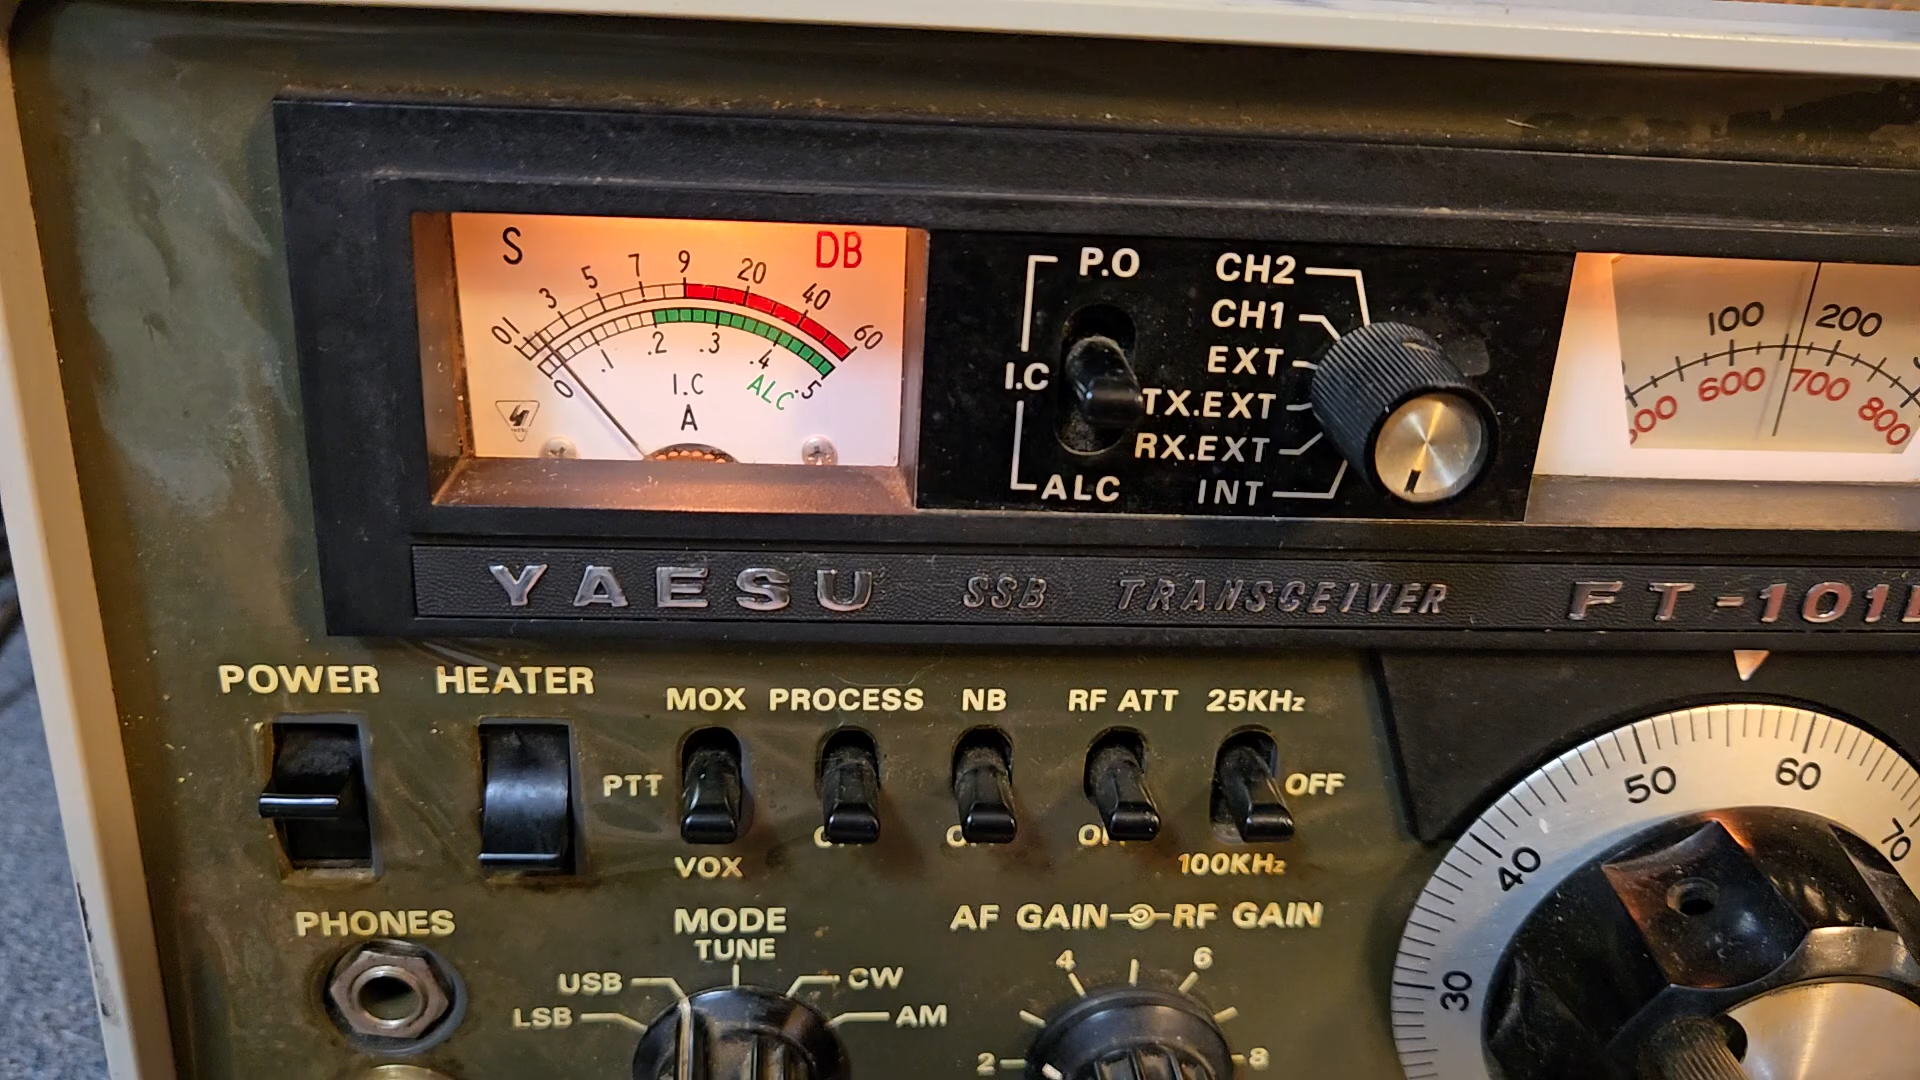 S DB
0 1 3 5 7 9 20 40 60
0 .1 .2 .3 .4 .5
I.C
ALC
A
P.O
I.C
ALC
CH2
CH1
EXT
TX.EXT
RX.EXT
INT
100 200
600 700 800
YAESU SSB TRANSCEIVER FT-101
POWER HEATER
MOX PROCESS NB RF ATT 25KHz
PTT OFF
VOX 100KHz
30 40 50 60 70
PHONES
MODE
TUNE
USB CW
LSB AM
AF GAIN RF GAIN
4 6
2 8